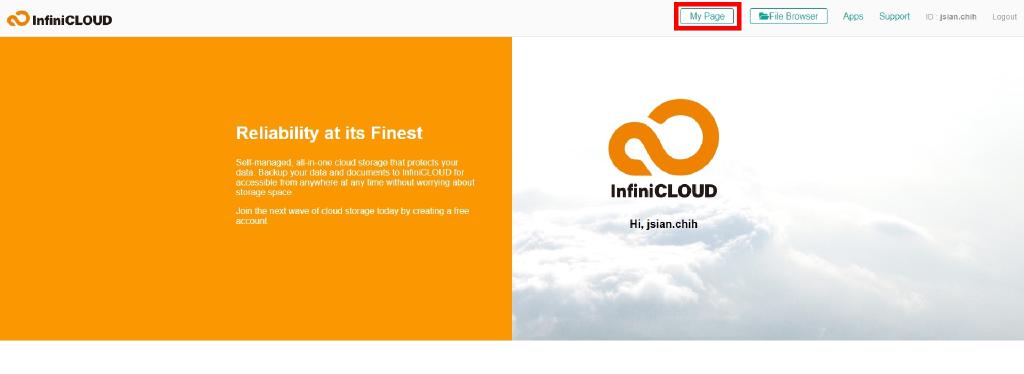 InfiniCLOUD
My Page
File Browser
Apps
Support
ID : jsian.chih
Logout
Reliability at its Finest
Self-managed, all-in-one cloud storage that protects your
data. Backup your data and documents to InfiniCLOUD for
accessible from anywhere at any time without worrying about
storage space.
Join the next wave of cloud storage today by creating a free
account.
InfiniCLOUD
Hi, jsian.chih